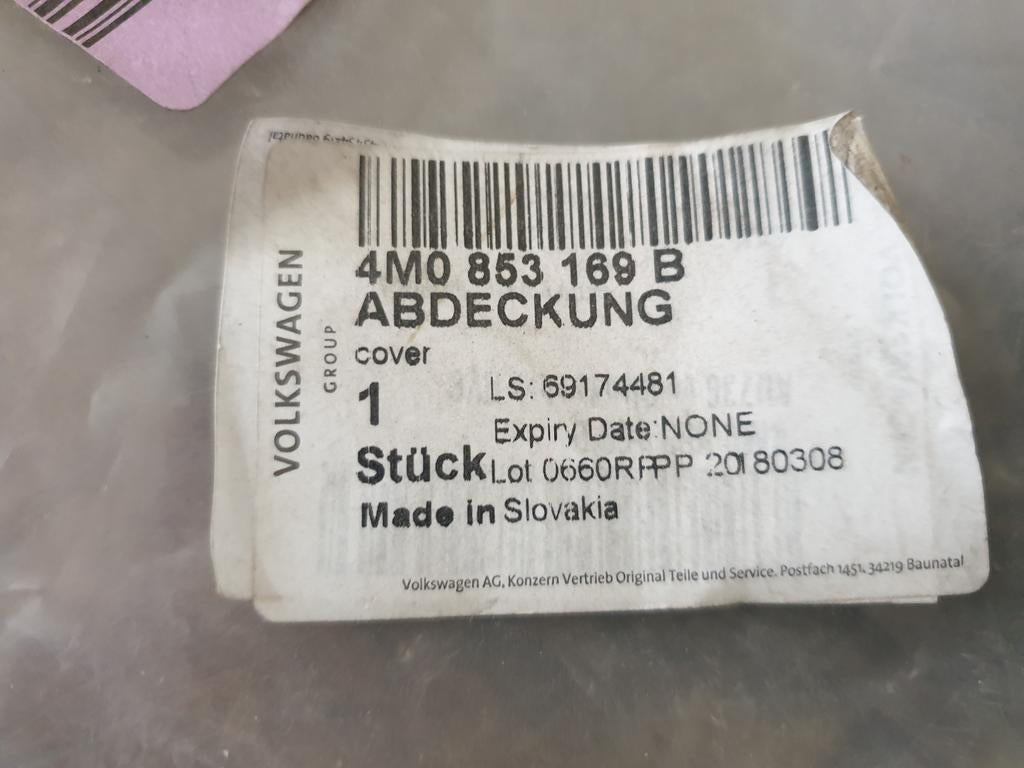 VOLKSWAGEN
GROUP
4M0 853 169 B
ABDECKUNG
cover
1
LS: 69174481
Expiry Date:NONE
Stück
Lot 0660RPPP 20180308
Made in Slovakia
Volkswagen AG, Konzern Vertrieb Original Teile und Service. Postfach 1451. 34219 Baunatal